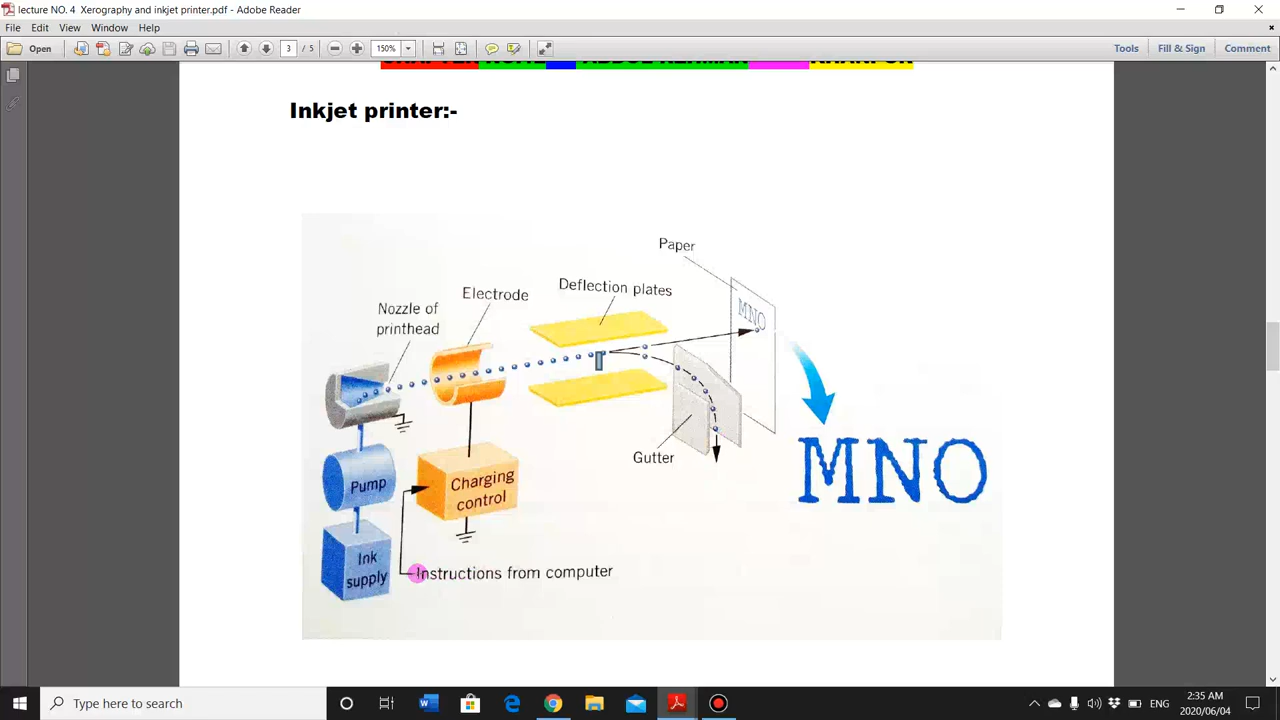 lecture NO. 4 Xerography and inkjet printer.pdf - Adobe Reader
File Edit View Window Help
Open 3 / 5 150% Tools Fill & Sign Comment
Inkjet printer:-
Paper
Deflection plates
Electrode
Nozzle of
printhead
MNO
Gutter
MNO
Pump
Charging
control
Ink
supply
Instructions from computer
Type here to search
ENG
2:35 AM
2020/06/04